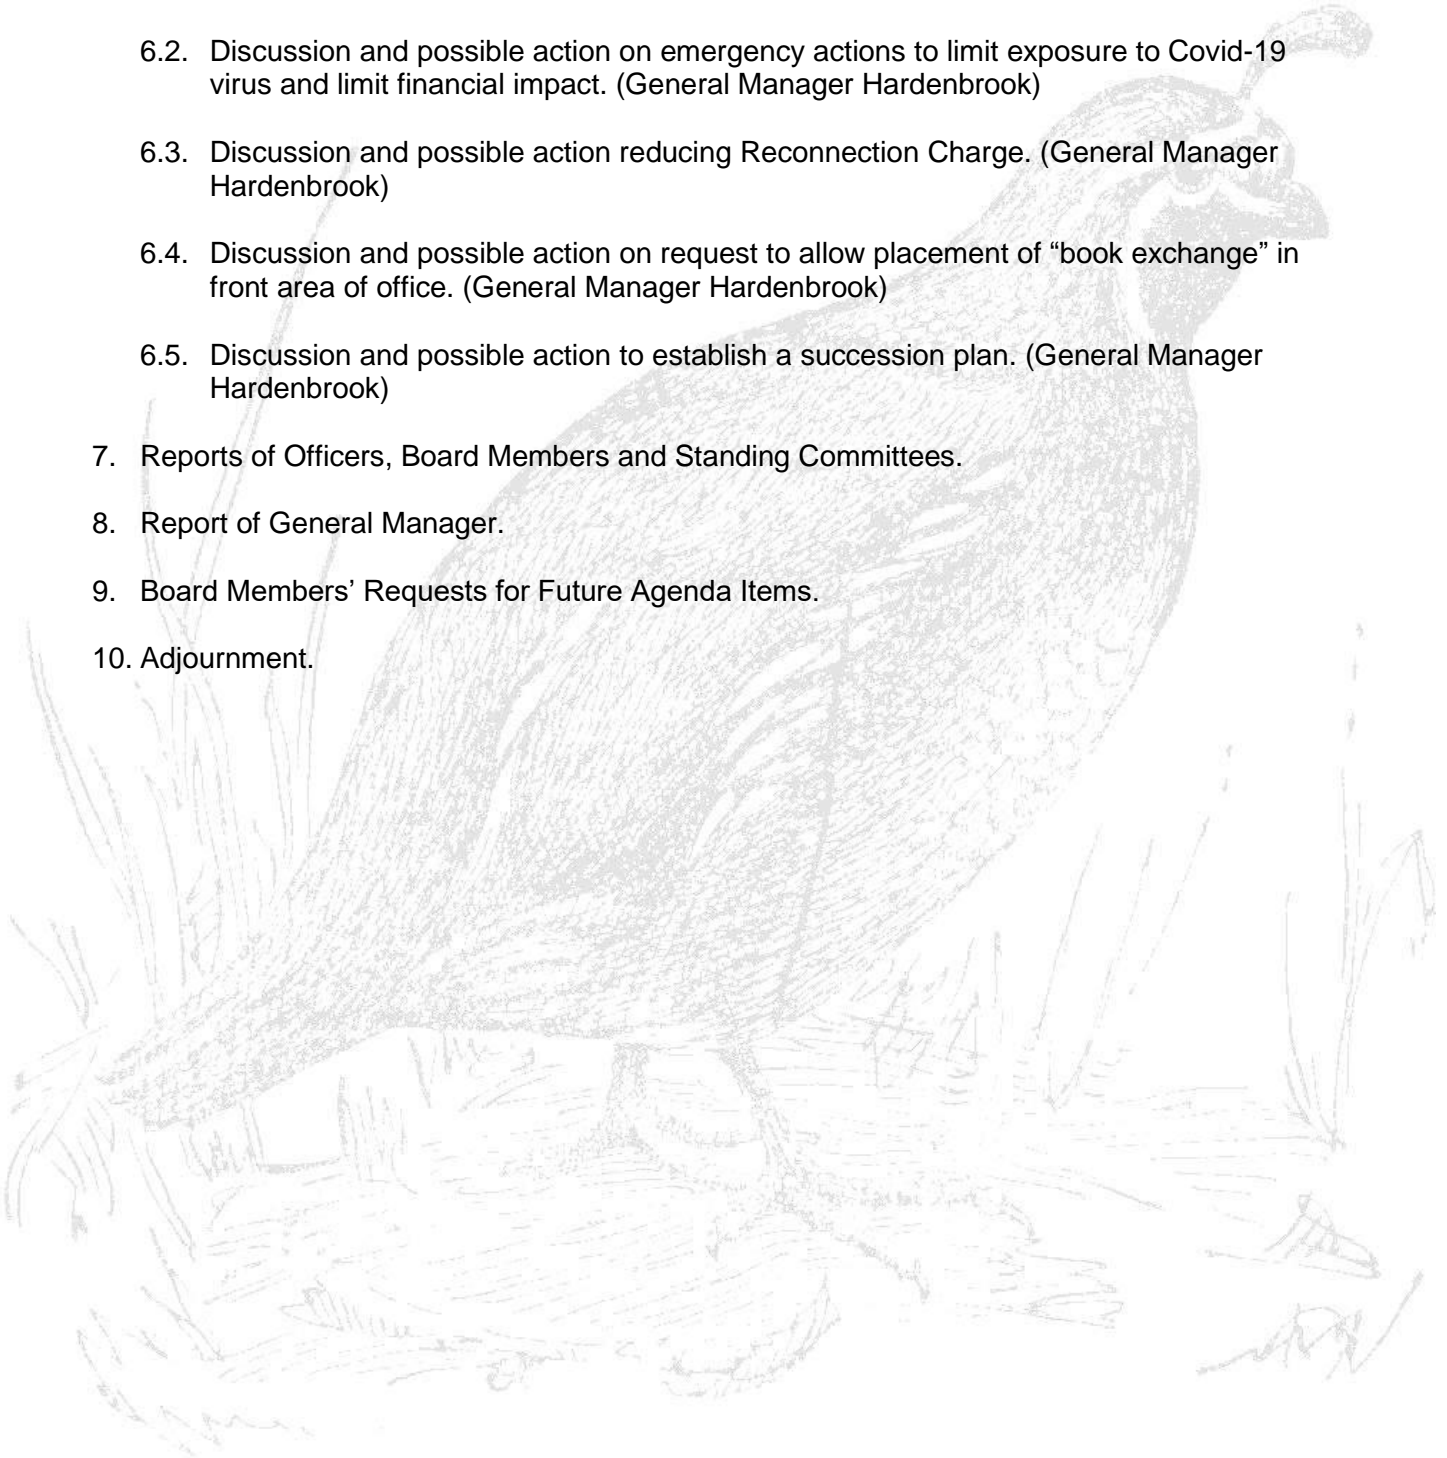 6.2. Discussion and possible action on emergency actions to limit exposure to Covid-19
virus and limit financial impact. (General Manager Hardenbrook)
6.3. Discussion and possible action reducing Reconnection Charge. (General Manager
Hardenbrook)
6.4. Discussion and possible action on request to allow placement of “book exchange” in
front area of office. (General Manager Hardenbrook)
6.5. Discussion and possible action to establish a succession plan. (General Manager
Hardenbrook)
7. Reports of Officers, Board Members and Standing Committees.
8. Report of General Manager.
9. Board Members’ Requests for Future Agenda Items.
10. Adjournment.